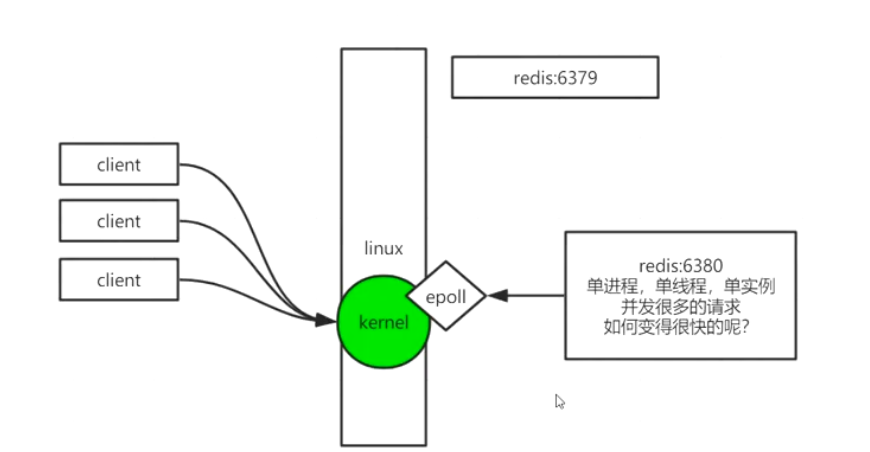 redis:6379
client
client
client
linux
kernel
epoll
redis:6380
单进程，单线程，单实例
并发很多的请求
如何变得很快的呢？